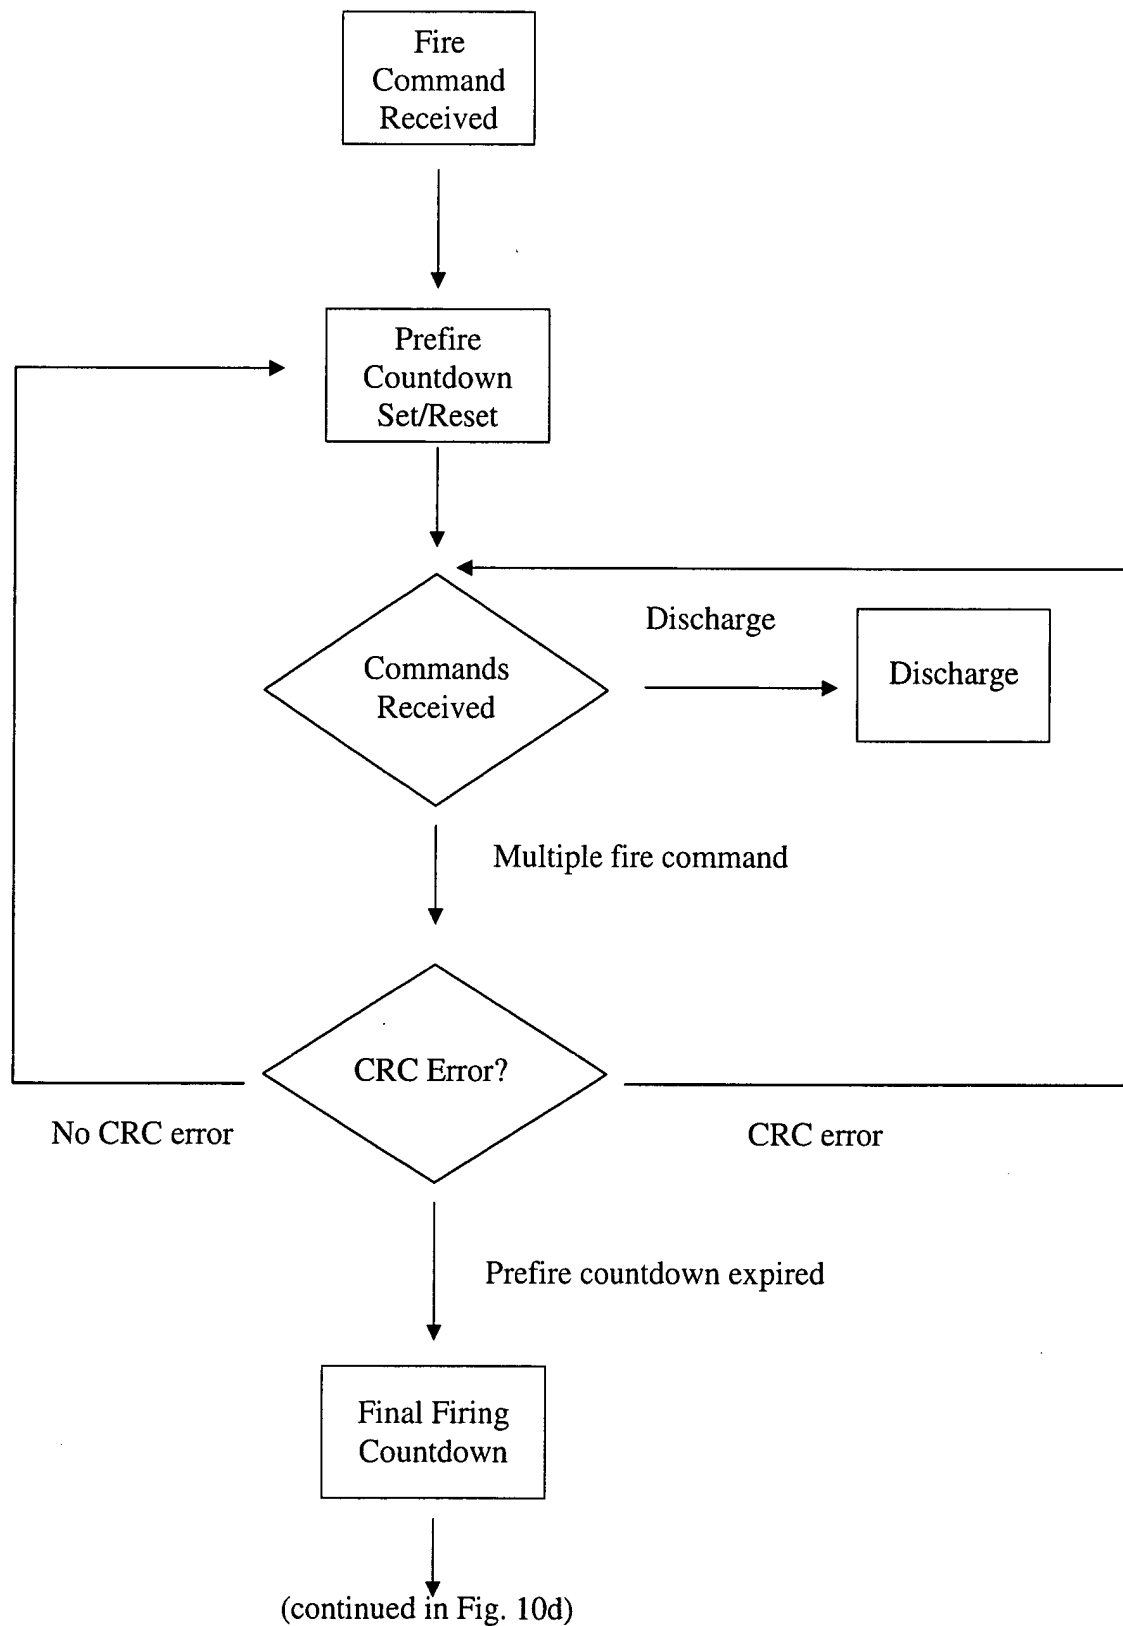 Fire
Command
Received
Prefire
Countdown
Set/Reset
Discharge
Commands
Received
Discharge
Multiple fire command
CRC Error?
No CRC error
CRC error
Prefire countdown expired
Final Firing
Countdown
(continued in Fig. 10d)